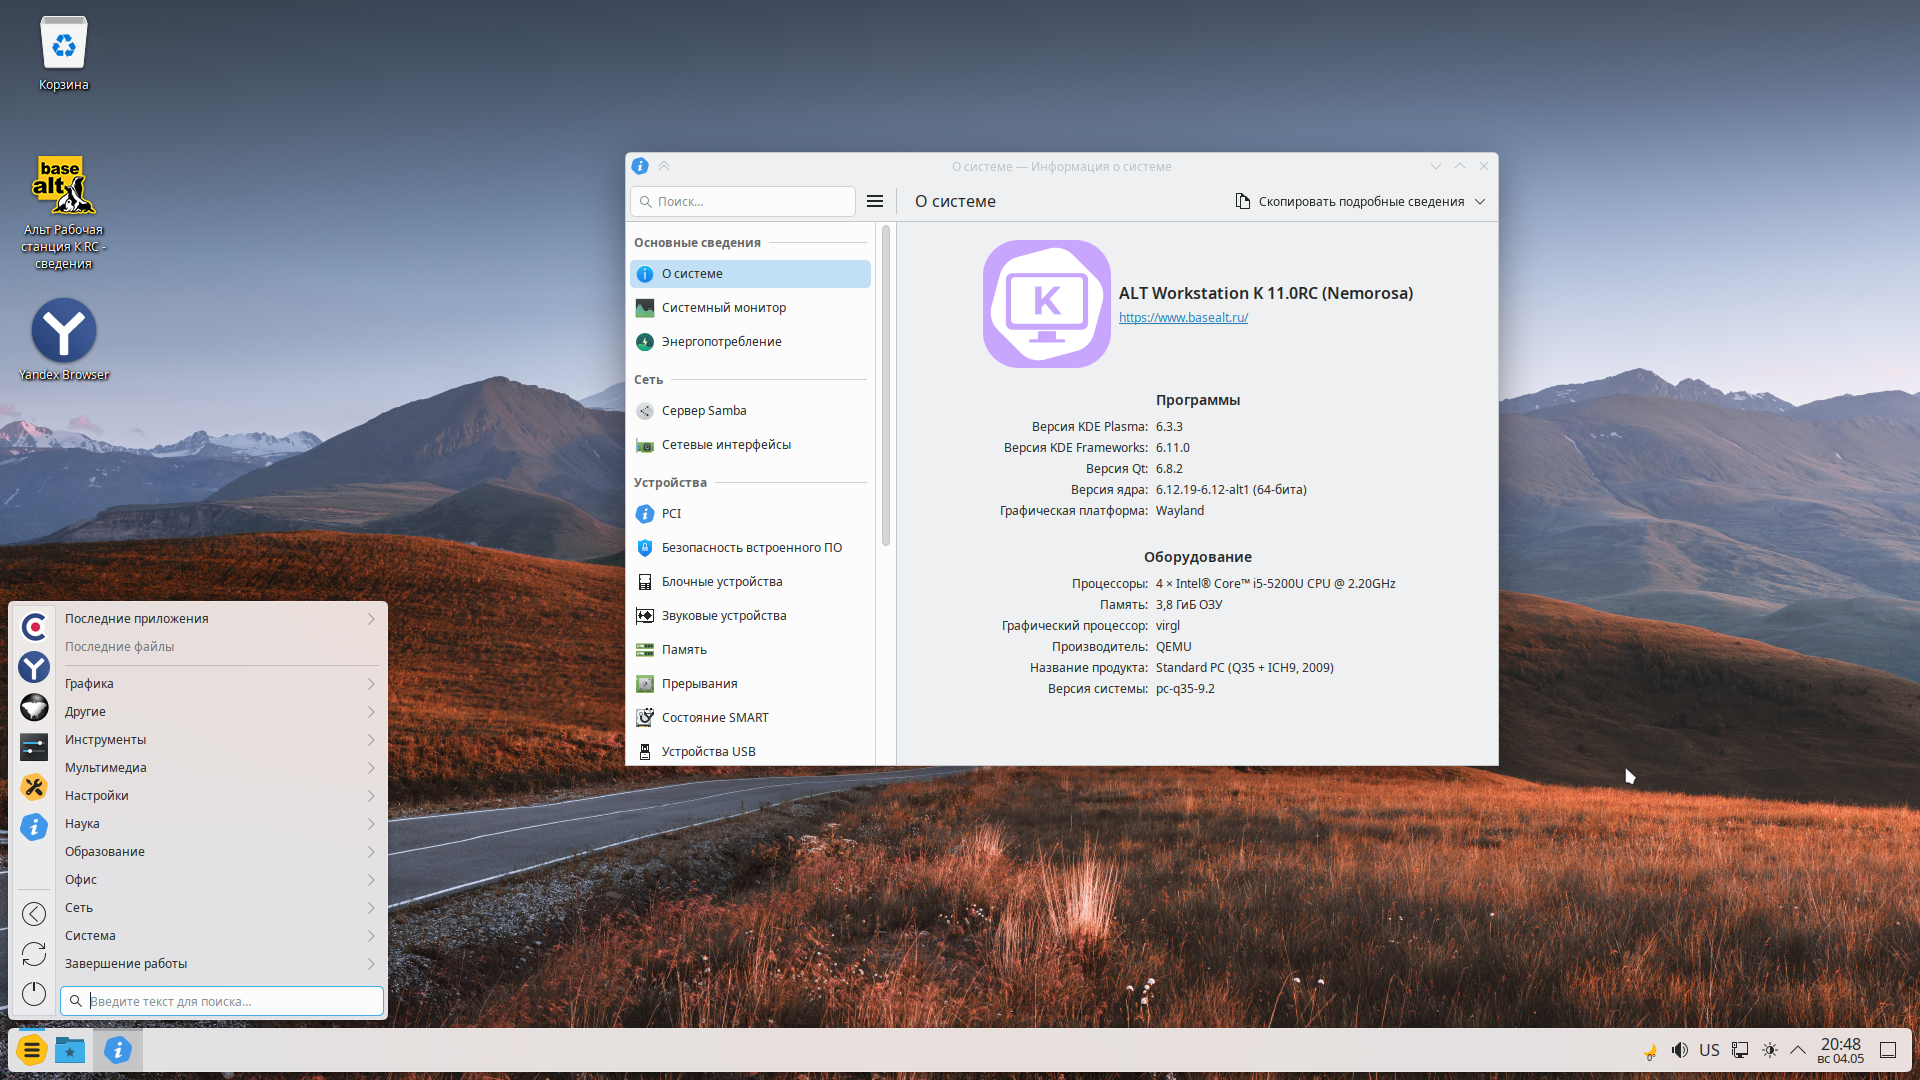 Корзина
base
alt
Альт Рабочая
станция K RC -
сведения
Yandex Browser
О системе — Информация о системе
Поиск...
О системе
Скопировать подробные сведения
Основные сведения
О системе
Системный монитор
Энергопотребление
Сеть
Сервер Samba
Сетевые интерфейсы
Устройства
PCI
Безопасность встроенного ПО
Блочные устройства
Звуковые устройства
Память
Прерывания
Состояние SMART
Устройства USB
K
ALT Workstation K 11.0RC (Nemorosa)
https://www.basealt.ru/
Программы
Версия KDE Plasma: 6.3.3
Версия KDE Frameworks: 6.11.0
Версия Qt: 6.8.2
Версия ядра: 6.12.19-6.12-alt1 (64-бита)
Графическая платформа: Wayland
Оборудование
Процессоры: 4 × Intel® Core™ i5-5200U CPU @ 2.20GHz
Память: 3,8 ГиБ ОЗУ
Графический процессор: virgl
Производитель: QEMU
Название продукта: Standard PC (Q35 + ICH9, 2009)
Версия системы: pc-q35-9.2
Последние приложения
Последние файлы
Графика
Другие
Инструменты
Мультимедиа
Настройки
Наука
Образование
Офис
Сеть
Система
Завершение работы
Введите текст для поиска...
US
20:48
вс 04.05